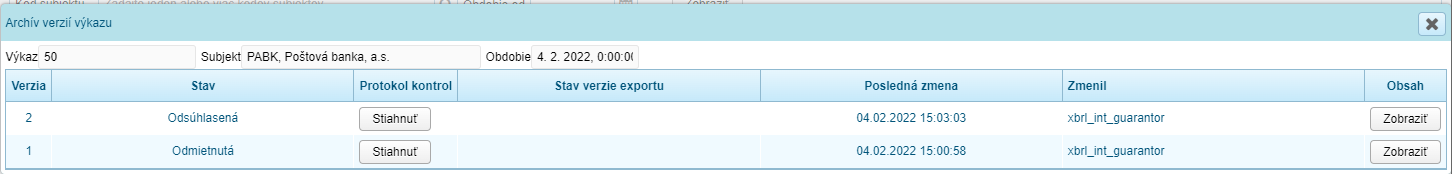 Archív verzií výkazu
Výkaz 50 Subjekt PABK, Poštová banka, a.s. Obdobie 4. 2. 2022, 0:00:00
Verzia Stav Protokol kontrol Stav verzie exportu Posledná zmena Zmenil Obsah
2 Odsúhlasená Stiahnuť 04.02.2022 15:03:03 xbrl_int_guarantor Zobraziť
1 Odmietnutá Stiahnuť 04.02.2022 15:00:58 xbrl_int_guarantor Zobraziť